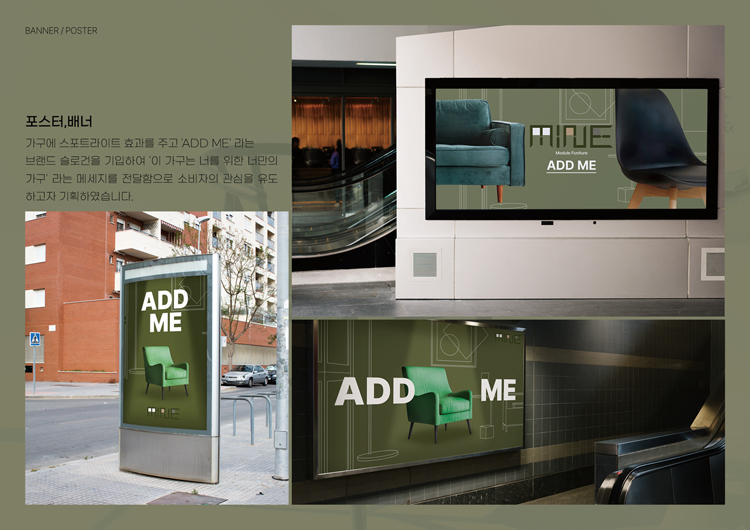 BANNER / POSTER
포스터,배너
가구에 스포트라이트 효과를 주고 'ADD ME' 라는
브랜드 슬로건을 기입하여 '이 가구는 너를 위한 너만의
가구' 라는 메세지를 전달함으로 소비자의 관심을 유도
하고자 기획하였습니다.
MINE
Module Funiture
ADD ME
ADD
ME
MINE
ADD ME
MINE